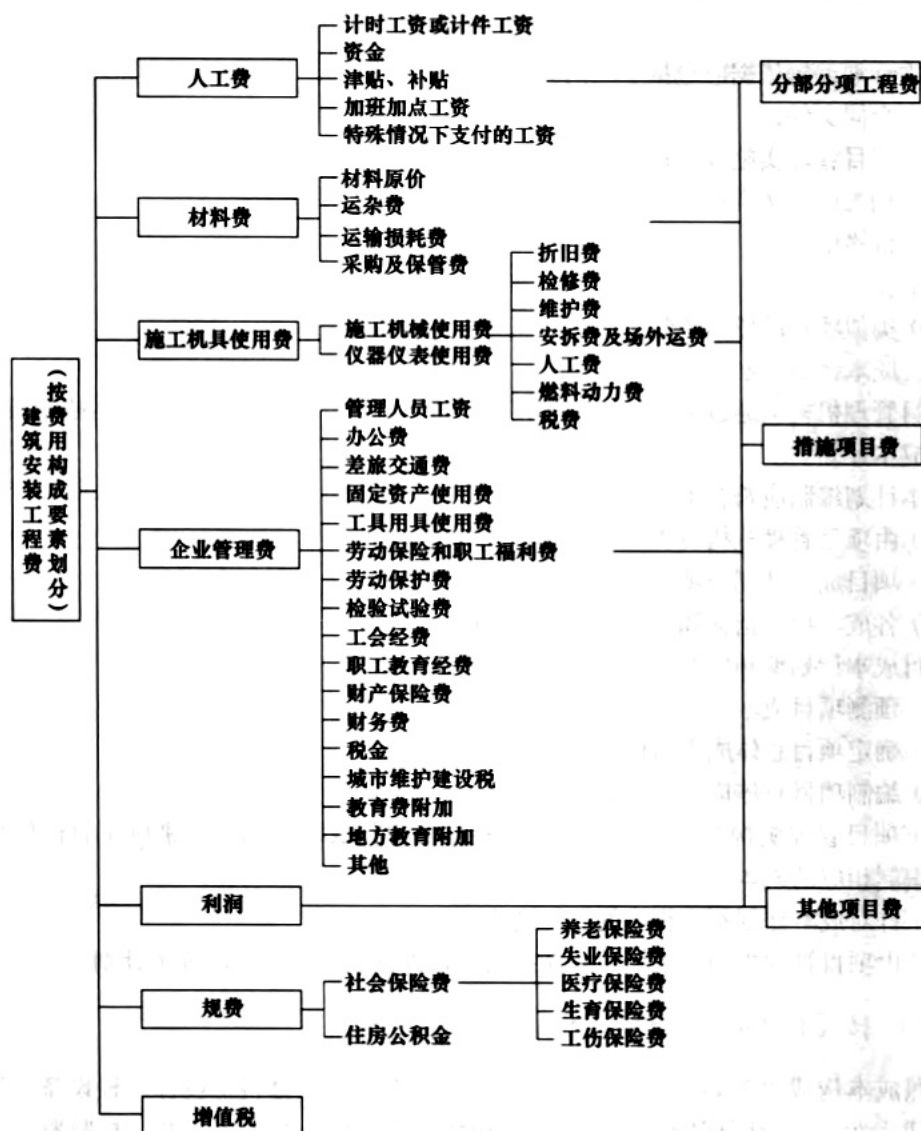 建筑安装工程费
(按费用构成要素划分)
人工费
计时工资或计件工资
资金
津贴、补贴
加班加点工资
特殊情况下支付的工资
材料费
材料原价
运杂费
运输损耗费
采购及保管费
施工机具使用费
施工机械使用费
仪器仪表使用费
折旧费
检修费
维护费
安拆费及场外运费
人工费
燃料动力费
税费
企业管理费
管理人员工资
办公费
差旅交通费
固定资产使用费
工具用具使用费
劳动保险和职工福利费
劳动保护费
检验试验费
工会经费
职工教育经费
财产保险费
财务费
税金
城市维护建设税
教育费附加
地方教育附加
其他
利润
规费
社会保险费
住房公积金
养老保险费
失业保险费
医疗保险费
生育保险费
工伤保险费
增值税
分部分项工程费
措施项目费
其他项目费